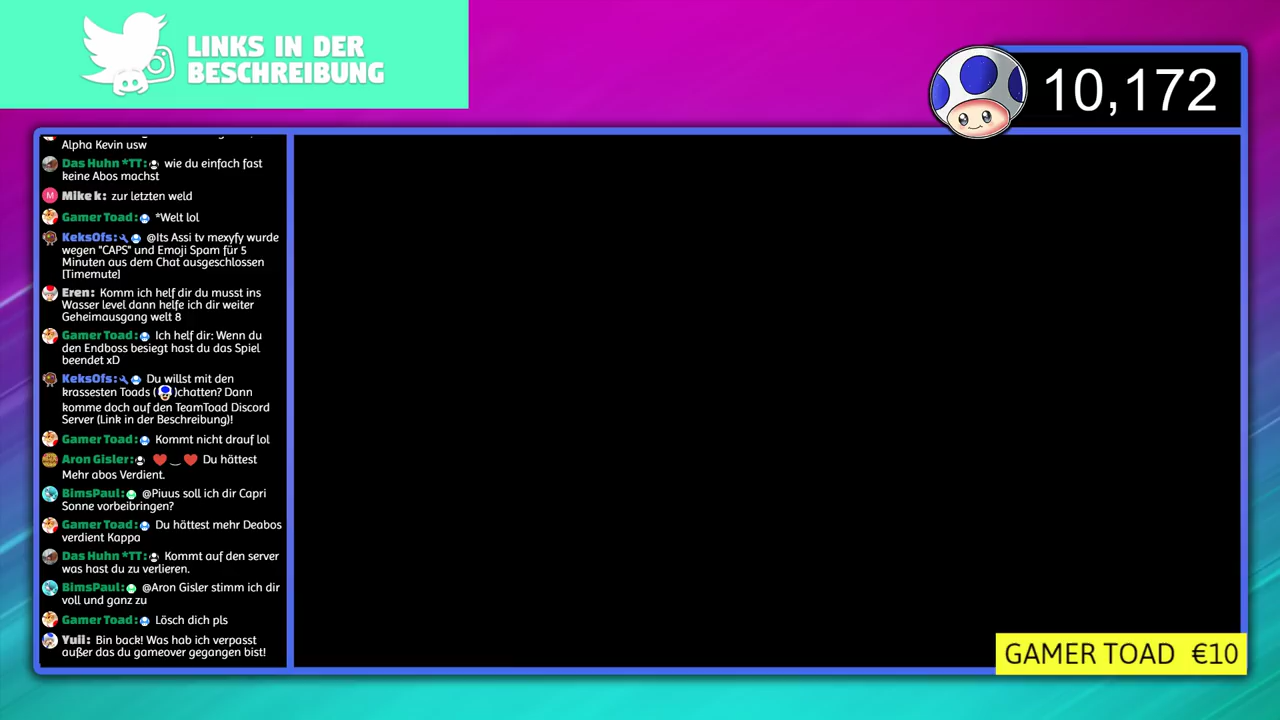 LINKS IN DER
BESCHREIBUNG
10,172
Alpha Kevin usw
Das Huhn *TT: wie du einfach fast
keine Abos machst
M Mike k: zur letzten weld
Gamer Toad: *Welt lol
KeksOfs: @Its Assi tv mexyfy wurde
wegen "CAPS" und Emoji Spam für 5
Minuten aus dem Chat ausgeschlossen
[Timemute]
Eren: Komm ich helf dir du musst ins
Wasser level dann helfe ich dir weiter
Geheimausgang welt 8
Gamer Toad: Ich helf dir: Wenn du
den Endboss besiegt hast du das Spiel
beendet xD
KeksOfs: Du willst mit den
krassesten Toads ( )chatten? Dann
komme doch auf den TeamToad Discord
Server (Link in der Beschreibung)!
Gamer Toad: Kommt nicht drauf lol
Aron Gisler: ❤️ ‿ ❤️ Du hättest
Mehr abos Verdient.
BimsPaul: @Piuus soll ich dir Capri
Sonne vorbeibringen?
Gamer Toad: Du hättest mehr Deabos
verdient Kappa
Das Huhn *TT: Kommt auf den server
was hast du zu verlieren.
BimsPaul: @Aron Gisler stimm ich dir
voll und ganz zu
Gamer Toad: Lösch dich pls
Yuii: Bin back! Was hab ich verpasst
außer das du gameover gegangen bist!
GAMER TOAD €10